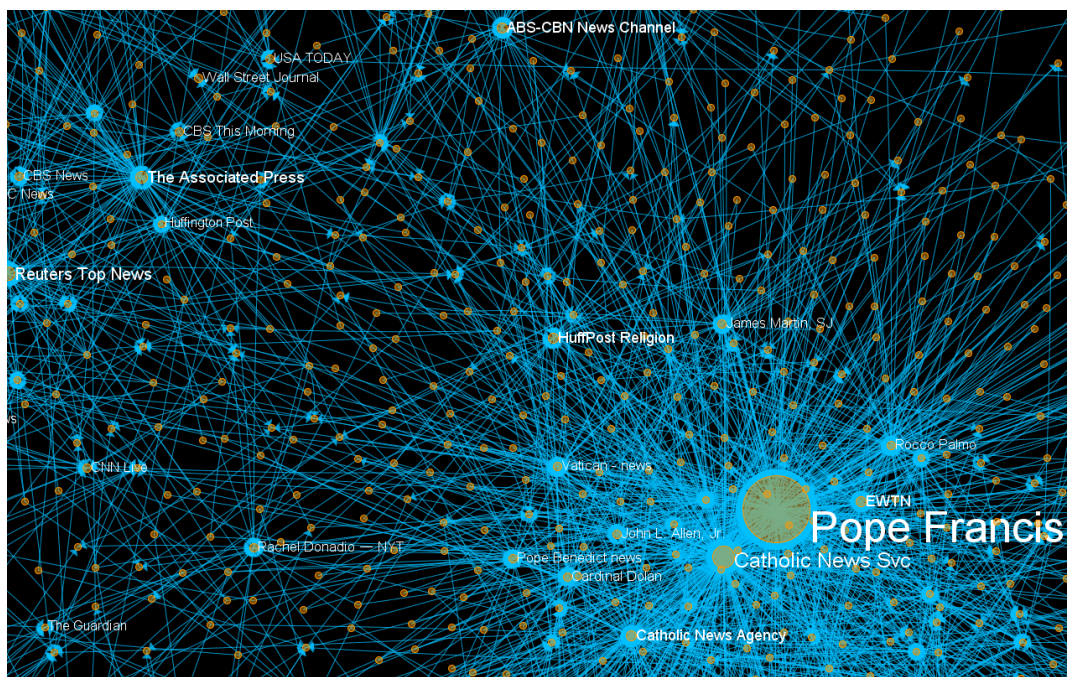 ABS-CBN News Channel
USA TODAY
Wall Street Journal
CBS This Morning
CBS News
The Associated Press
C News
Huffington Post
Reuters Top News
James Martin, SJ
HuffPost Religion
ws
Rocco Palmo
Vatican - news
CNN Live
EWTN
Pope Francis
John L. Allen, Jr.
Rachel Donadio — NYT
Pope Benedict news
Catholic News Svc
Cardinal Dolan
The Guardian
Catholic News Agency